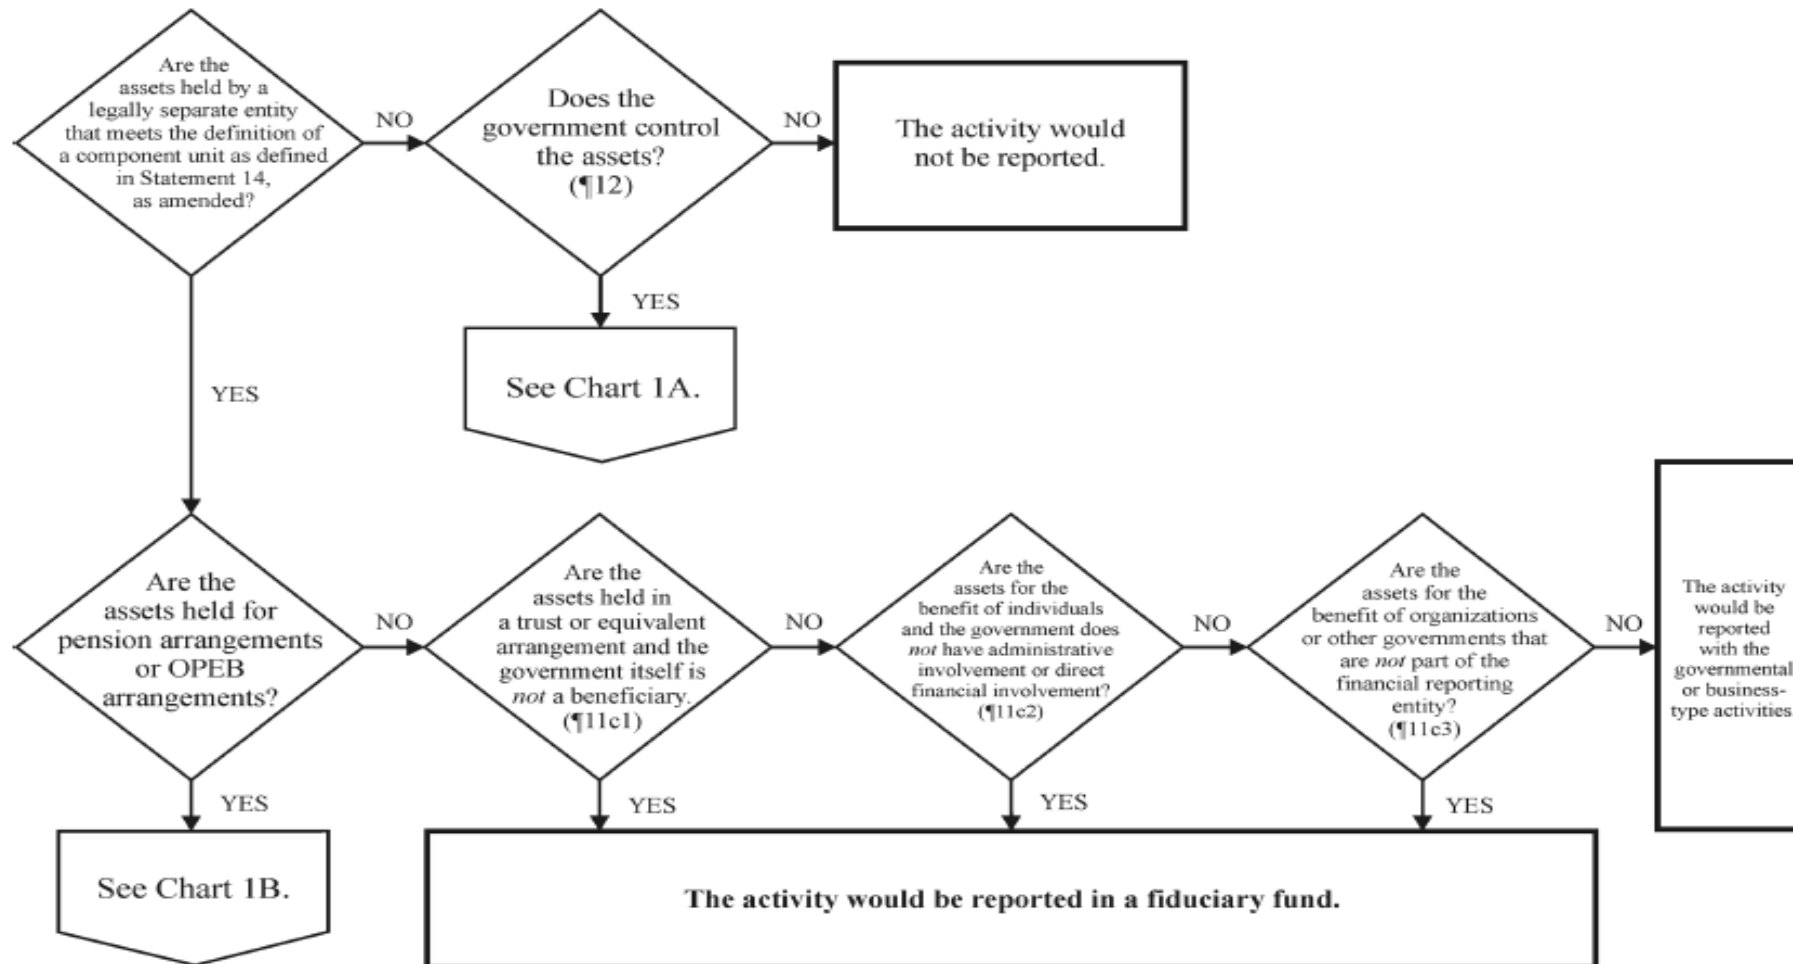 Are the
assets held by a
legally separate entity
that meets the definition of
a component unit as defined
in Statement 14,
as amended?
NO
Does the
government control
the assets?
(¶12)
NO
The activity would
not be reported.
YES
See Chart 1A.
YES
Are the
assets held for
pension arrangements
or OPEB
arrangements?
NO
Are the
assets held in
a trust or equivalent
arrangement and the
government itself is
not a beneficiary.
(¶11c1)
NO
Are the
assets for the
benefit of individuals
and the government does
not have administrative
involvement or direct
financial involvement?
(¶11c2)
NO
Are the
assets for the
benefit of organizations
or other governments that
are not part of the
financial reporting
entity?
(¶11c3)
NO
The activity
would be
reported
with the
governmental
or business-
type activities.
YES
See Chart 1B.
YES
YES
YES
The activity would be reported in a fiduciary fund.